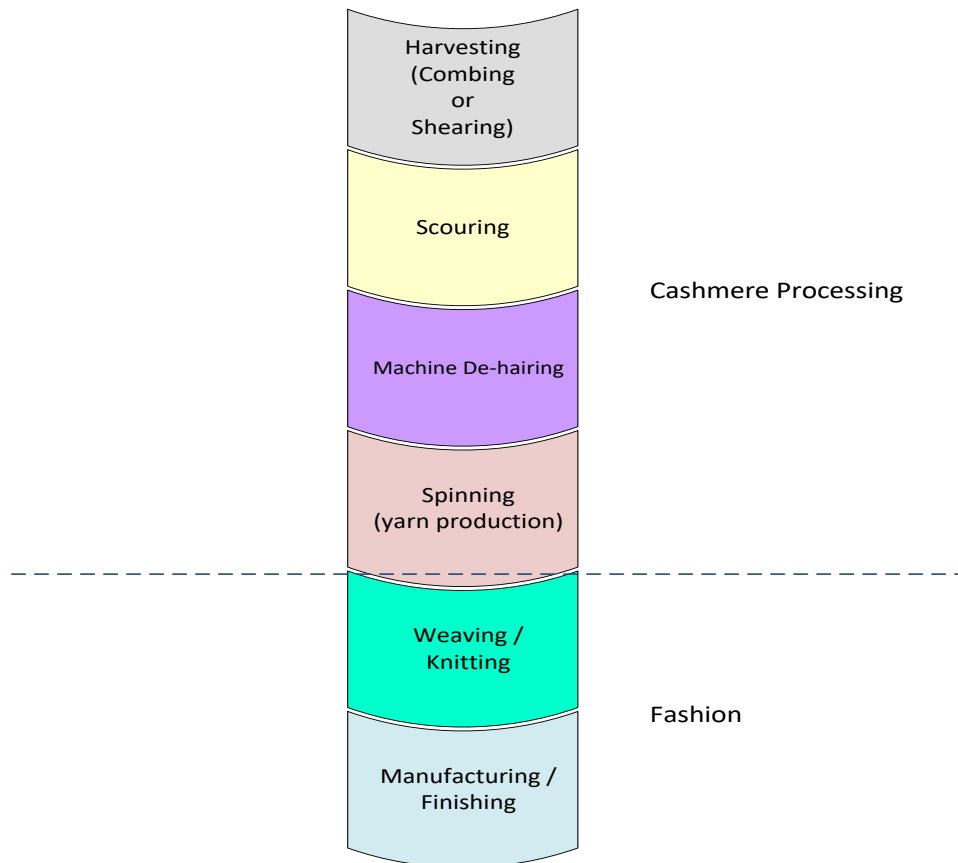 Harvesting
(Combing
or
Shearing)
Scouring
Cashmere Processing
Machine De-hairing
Spinning
(yarn production)
Weaving /
Knitting
Fashion
Manufacturing /
Finishing